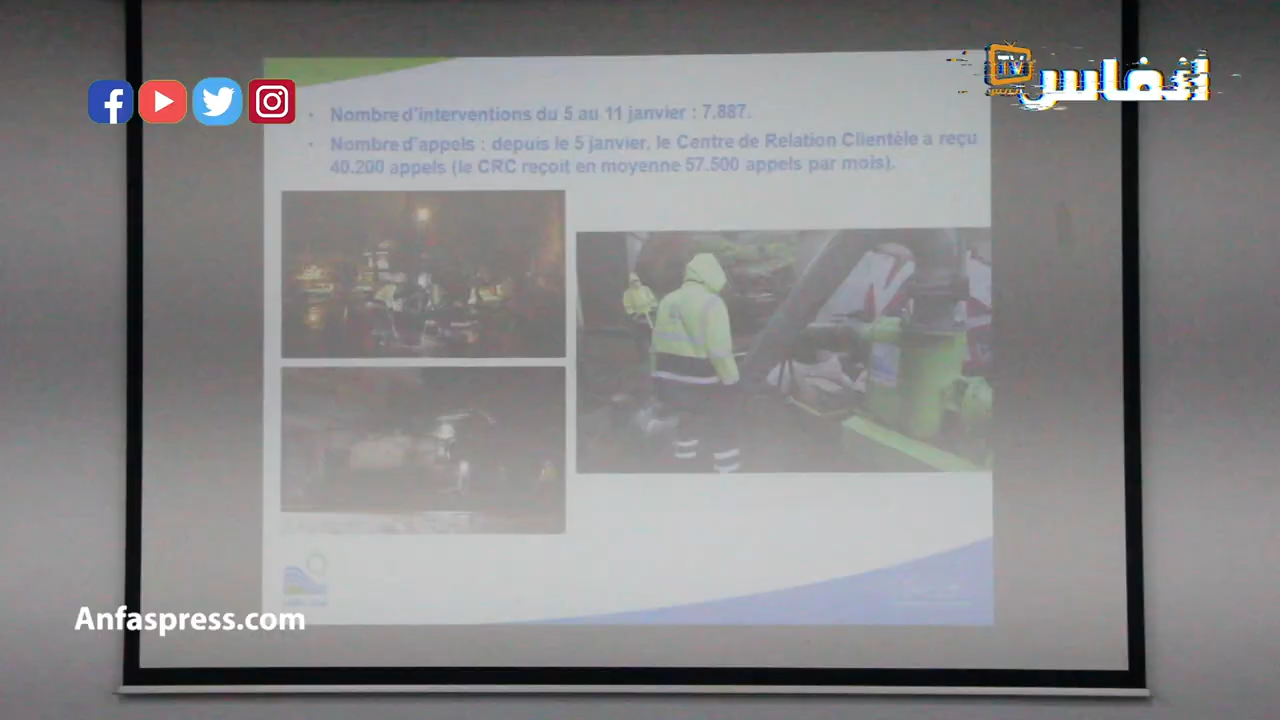 TV أنفاس
• Nombre d'interventions du 5 au 11 janvier : 7.887.
• Nombre d'appels : depuis le 5 janvier, le Centre de Relation Clientèle a reçu
40.200 appels (le CRC reçoit en moyenne 57.500 appels par mois).
Anfaspress.com